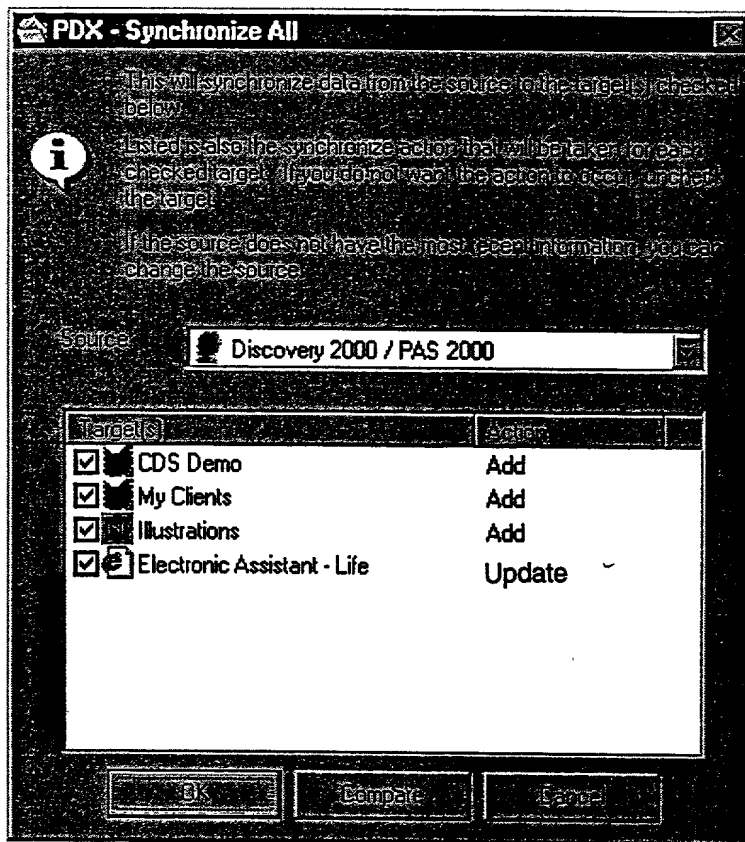 PDX - Synchronize All
This will synchronize data from the source to the target(s) checked
below.
Listed is also the synchronize action that will be taken for each
checked target. If you do not want the action to occur, uncheck
the target.
If the source does not have the most recent information, you can
change the source.
Source
Discovery 2000 / PAS 2000
Target(s) Action
CDS Demo Add
My Clients Add
Illustrations Add
Electronic Assistant - Life Update
OK Compare Cancel